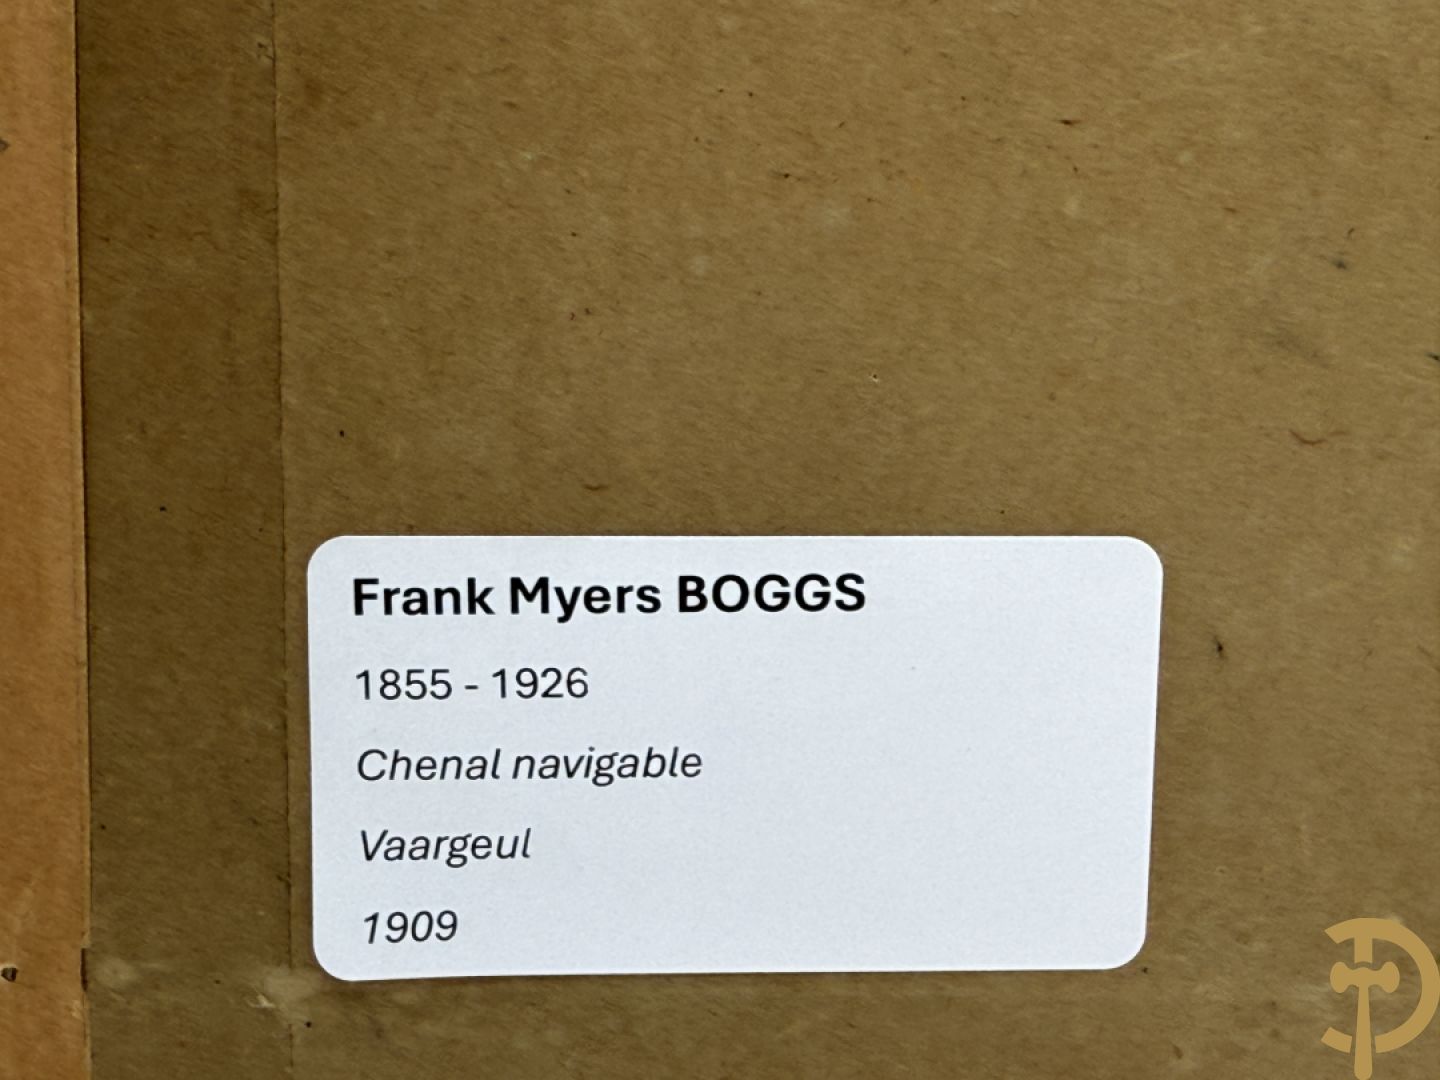 Frank Myers BOGGS
1855 - 1926
Chenal navigable
Vaargeul
1909